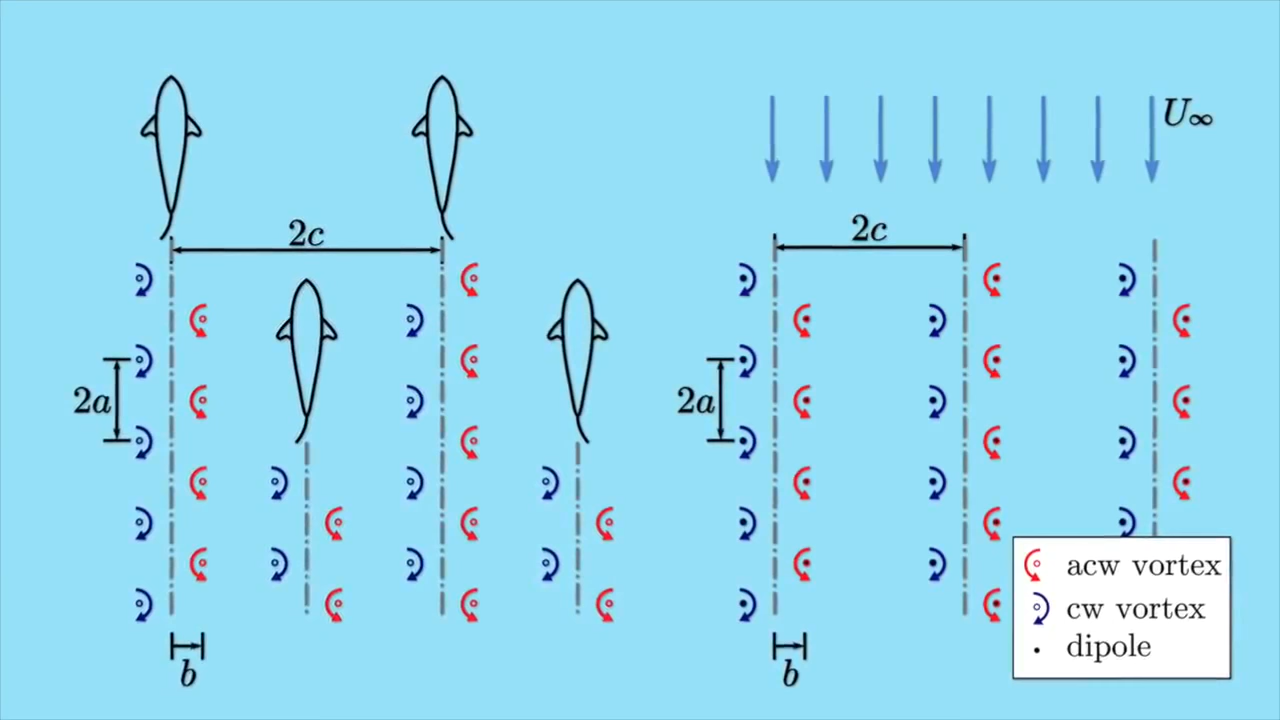 U∞
2c
2c
2a
2a
b
b
acw vortex
cw vortex
dipole